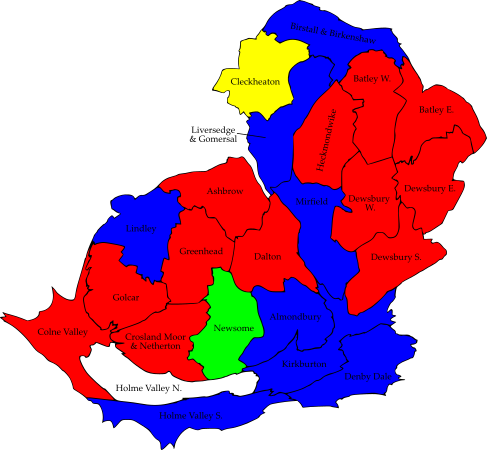 Birstall & Birkenshaw
Cleckheaton
Batley W.
Batley E.
Liversedge
& Gomersal
Heckmondwike
Ashbrow
Mirfield
Dewsbury
W.
Dewsbury E.
Lindley
Greenhead
Dalton
Dewsbury S.
Golcar
Almondbury
Colne Valley
Newsome
Crosland Moor
& Netherton
Kirkburton
Denby Dale
Holme Valley N.
Holme Valley S.